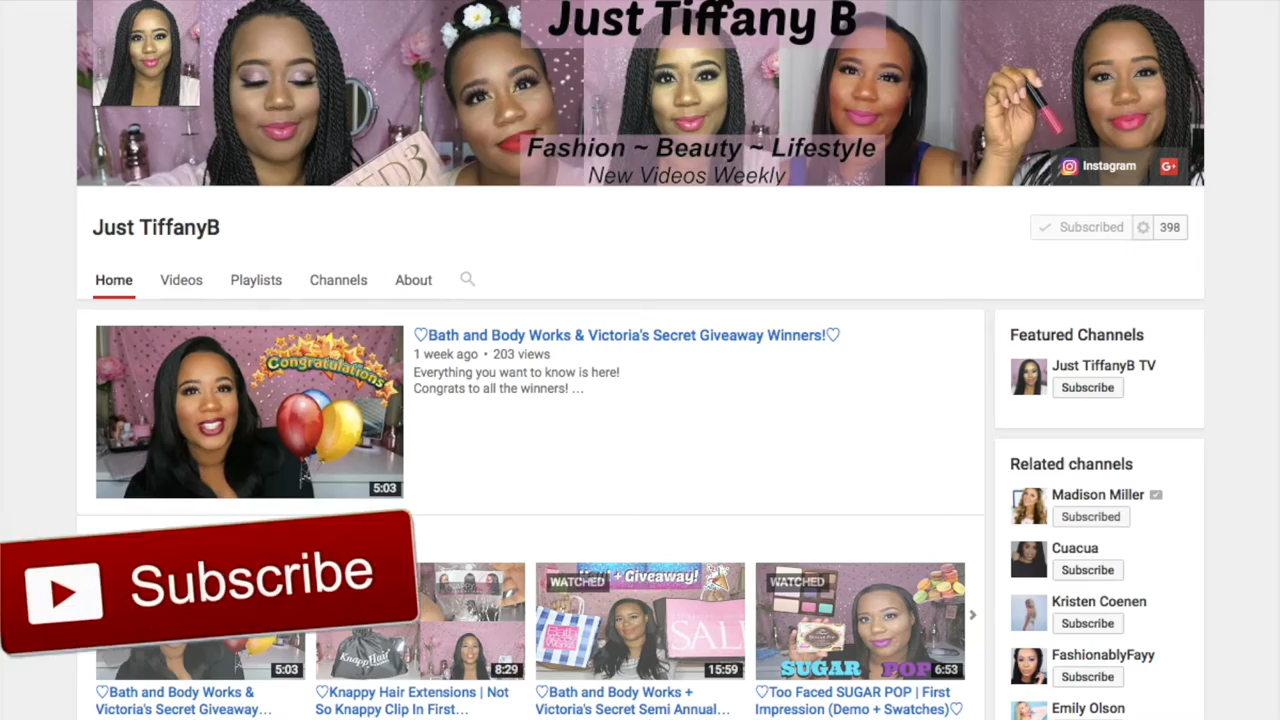 Just Tiffany B
Fashion ~ Beauty ~ Lifestyle
New Videos Weekly
Instagram
G+
Just TiffanyB
Subscribed
398
Home
Videos
Playlists
Channels
About
♡Bath and Body Works & Victoria's Secret Giveaway Winners!♡
1 week ago • 203 views
Everything you want to know is here!
Congrats to all the winners! ...
Congratulations
5:03
Featured Channels
Just TiffanyB TV
Subscribe
Related channels
Madison Miller
Subscribed
Cuacua
Subscribe
Kristen Coenen
Subscribe
FashionablyFayy
Subscribe
Emily Olson
Subscribe
5:03
♡Bath and Body Works &
Victoria's Secret Giveaway...
KnappyHair
8:29
♡Knappy Hair Extensions | Not
So Knappy Clip In First...
WATCHED
+ Giveaway!
SALE
15:59
♡Bath and Body Works +
Victoria's Secret Semi Annual...
WATCHED
SUGAR POP
6:53
♡Too Faced SUGAR POP | First
Impression (Demo + Swatches)♡